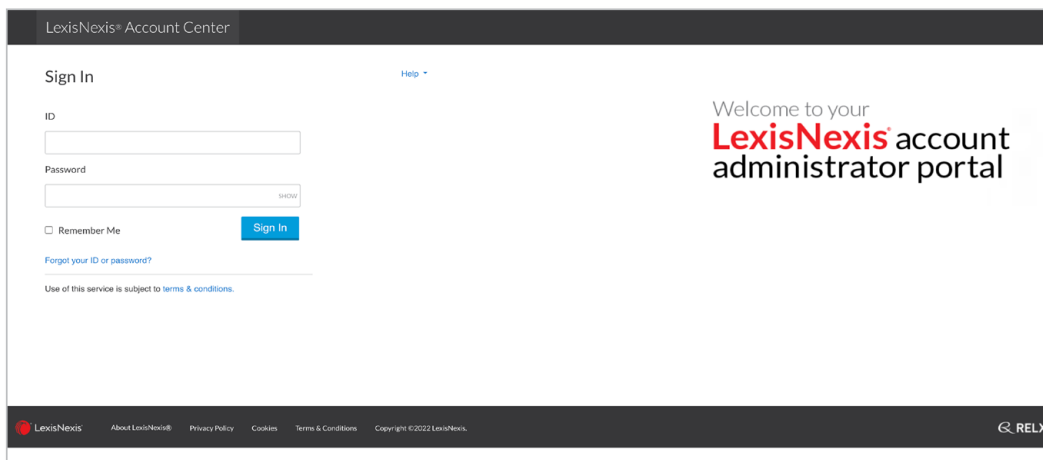 LexisNexis® Account Center
Sign In
Help
ID
Password
SHOW
Remember Me
Sign In
Forgot your ID or password?
Use of this service is subject to terms & conditions.
Welcome to your
LexisNexis® account
administrator portal
LexisNexis® About LexisNexis® Privacy Policy Cookies Terms & Conditions Copyright ©2022 LexisNexis. RELX